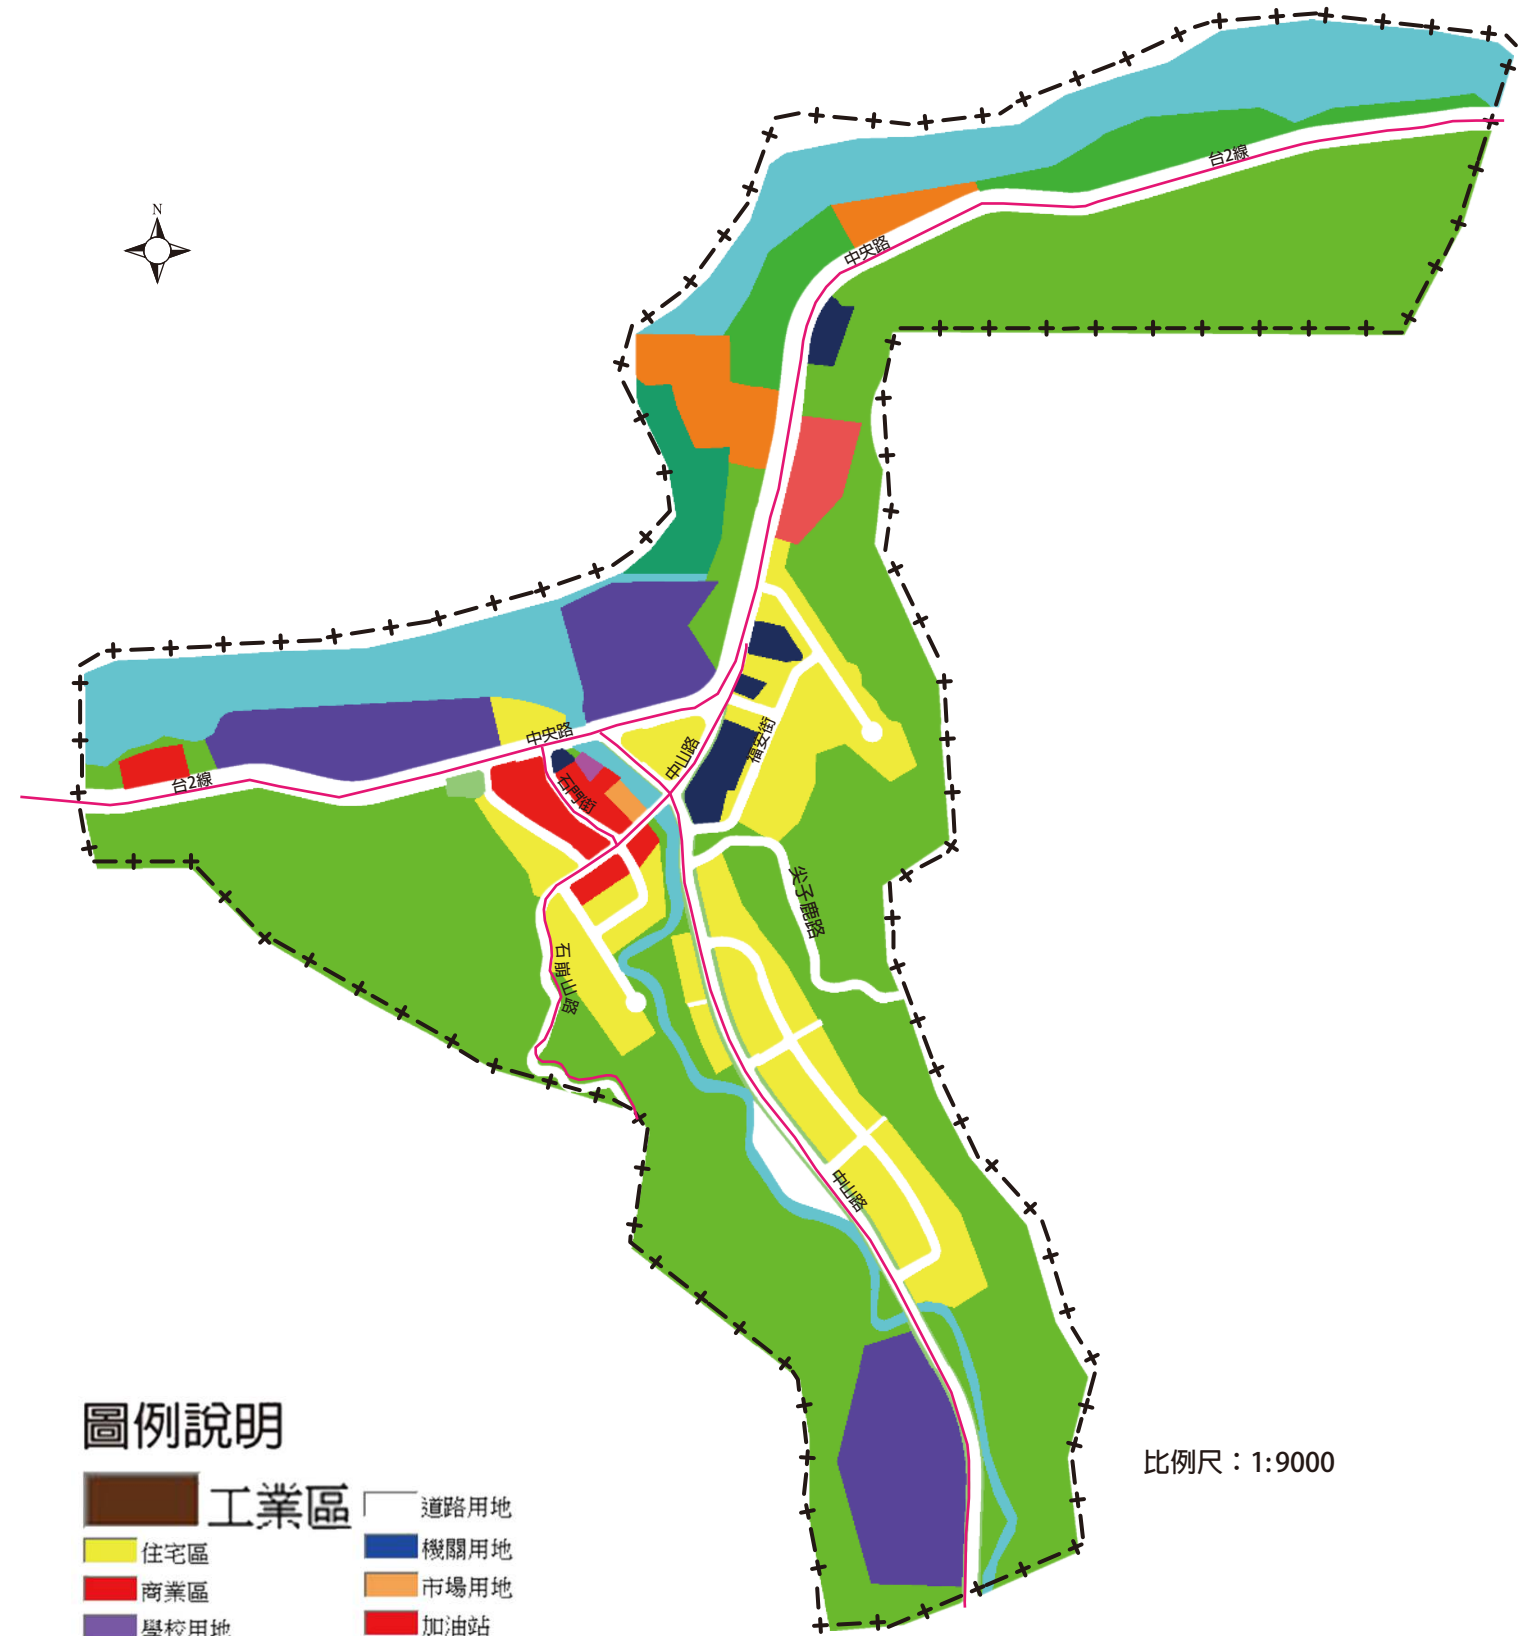 N
台2線
中央路
中央路
中山路
福安街
石門街
台2線
尖子鹿路
石崩山路
中山路
圖例說明
工業區
道路用地
住宅區
機關用地
商業區
市場用地
學校用地
加油站
比例尺：1:9000